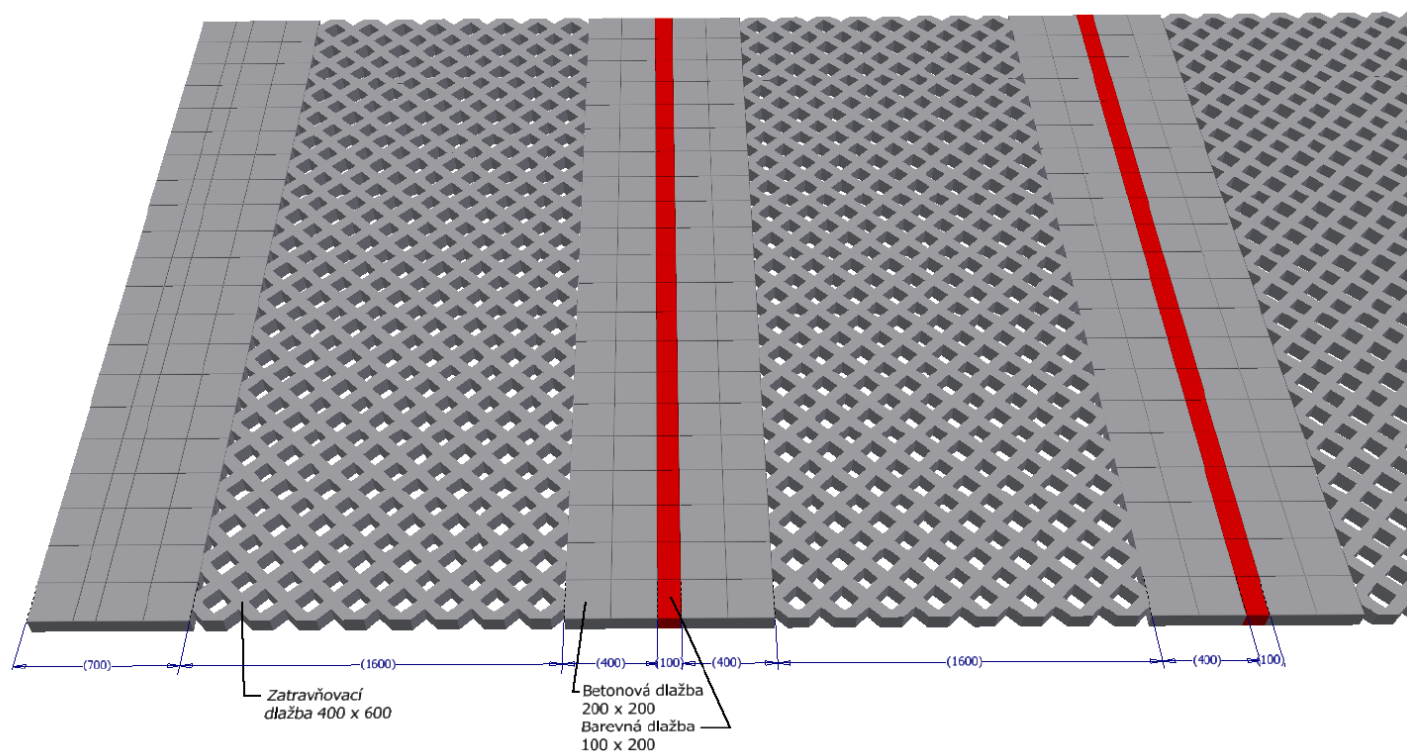 (700)
(1600)
(400)
(100)
(400)
(1600)
(400)
(100)
Zatravňovací
dlažba 400 x 600
Betonová dlažba
200 x 200
Barevná dlažba
100 x 200